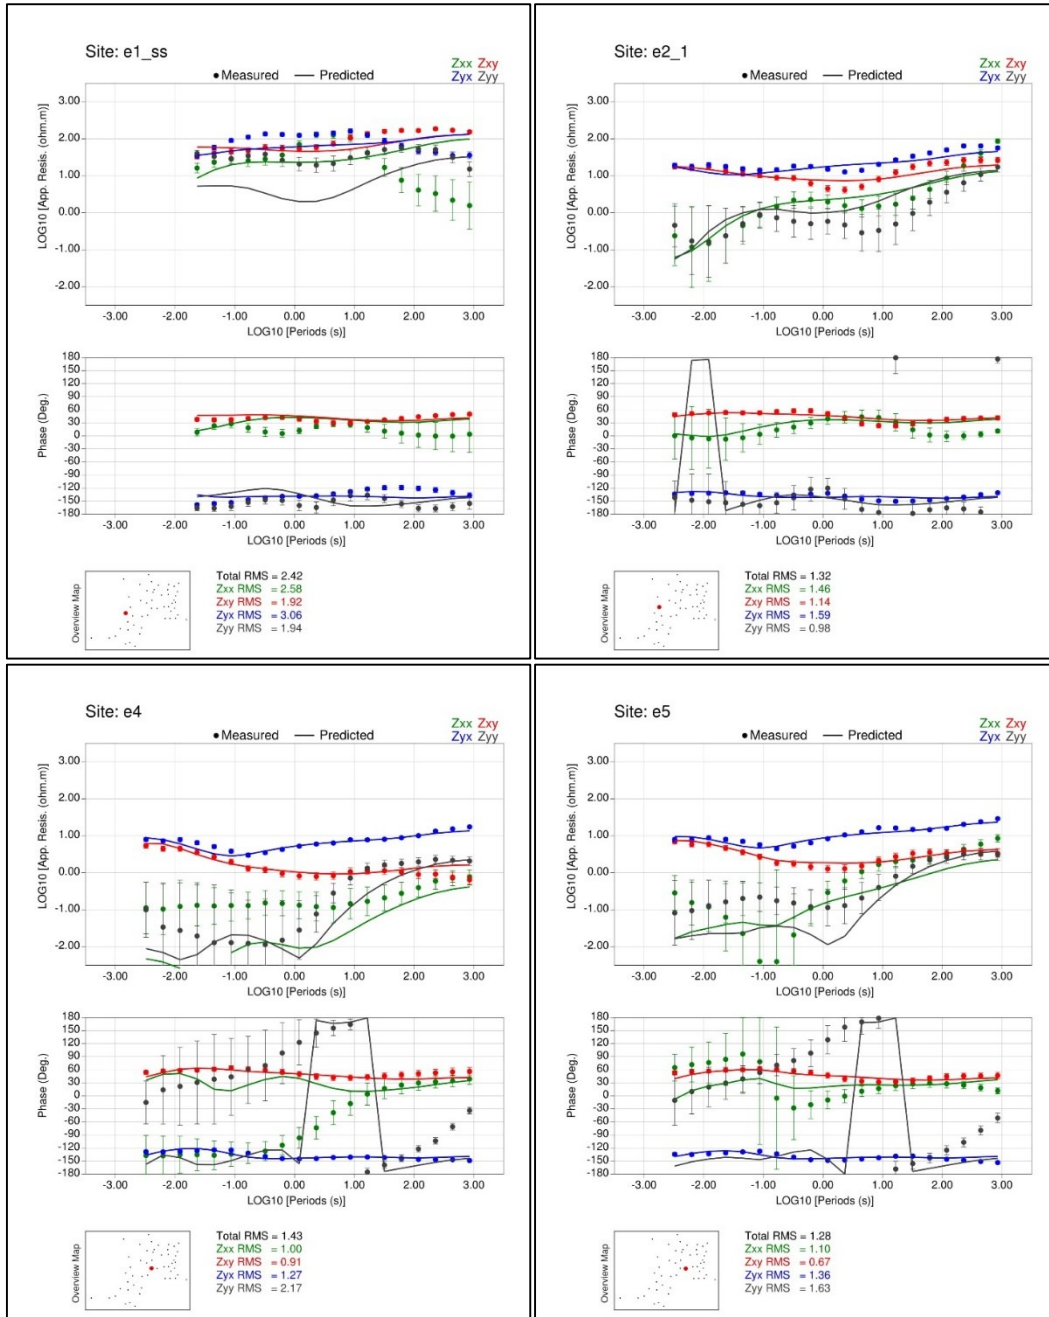 Site: e1_ss
Zxx Zxy
Measured Predicted Zyx Zyy
LOG10 [App. Resis. (ohm.m)]
3.00
2.00
1.00
0.00
-1.00
-2.00
-3.00 -2.00 -1.00 0.00 1.00 2.00 3.00
LOG10 [Periods (s)]
Phase (Deg.)
180
150
120
90
60
30
0
-30
-60
-90
-120
-150
-180
-3.00 -2.00 -1.00 0.00 1.00 2.00 3.00
LOG10 [Periods (s)]
Overview Map
Total RMS = 2.42
Zxx RMS = 2.58
Zxy RMS = 1.92
Zyx RMS = 3.06
Zyy RMS = 1.94
Site: e2_1
Zxx Zxy
Measured Predicted Zyx Zyy
LOG10 [App. Resis. (ohm.m)]
3.00
2.00
1.00
0.00
-1.00
-2.00
-3.00 -2.00 -1.00 0.00 1.00 2.00 3.00
LOG10 [Periods (s)]
Phase (Deg.)
180
150
120
90
60
30
0
-30
-60
-90
-120
-150
-180
-3.00 -2.00 -1.00 0.00 1.00 2.00 3.00
LOG10 [Periods (s)]
Overview Map
Total RMS = 1.32
Zxx RMS = 1.46
Zxy RMS = 1.14
Zyx RMS = 1.59
Zyy RMS = 0.98
Site: e4
Zxx Zxy
Measured Predicted Zyx Zyy
LOG10 [App. Resis. (ohm.m)]
3.00
2.00
1.00
0.00
-1.00
-2.00
-3.00 -2.00 -1.00 0.00 1.00 2.00 3.00
LOG10 [Periods (s)]
Phase (Deg.)
180
150
120
90
60
30
0
-30
-60
-90
-120
-150
-180
-3.00 -2.00 -1.00 0.00 1.00 2.00 3.00
LOG10 [Periods (s)]
Overview Map
Total RMS = 1.43
Zxx RMS = 1.00
Zxy RMS = 0.91
Zyx RMS = 1.27
Zyy RMS = 2.17
Site: e5
Zxx Zxy
Measured Predicted Zyx Zyy
LOG10 [App. Resis. (ohm.m)]
3.00
2.00
1.00
0.00
-1.00
-2.00
-3.00 -2.00 -1.00 0.00 1.00 2.00 3.00
LOG10 [Periods (s)]
Phase (Deg.)
180
150
120
90
60
30
0
-30
-60
-90
-120
-150
-180
-3.00 -2.00 -1.00 0.00 1.00 2.00 3.00
LOG10 [Periods (s)]
Overview Map
Total RMS = 1.28
Zxx RMS = 1.10
Zxy RMS = 0.67
Zyx RMS = 1.36
Zyy RMS = 1.63